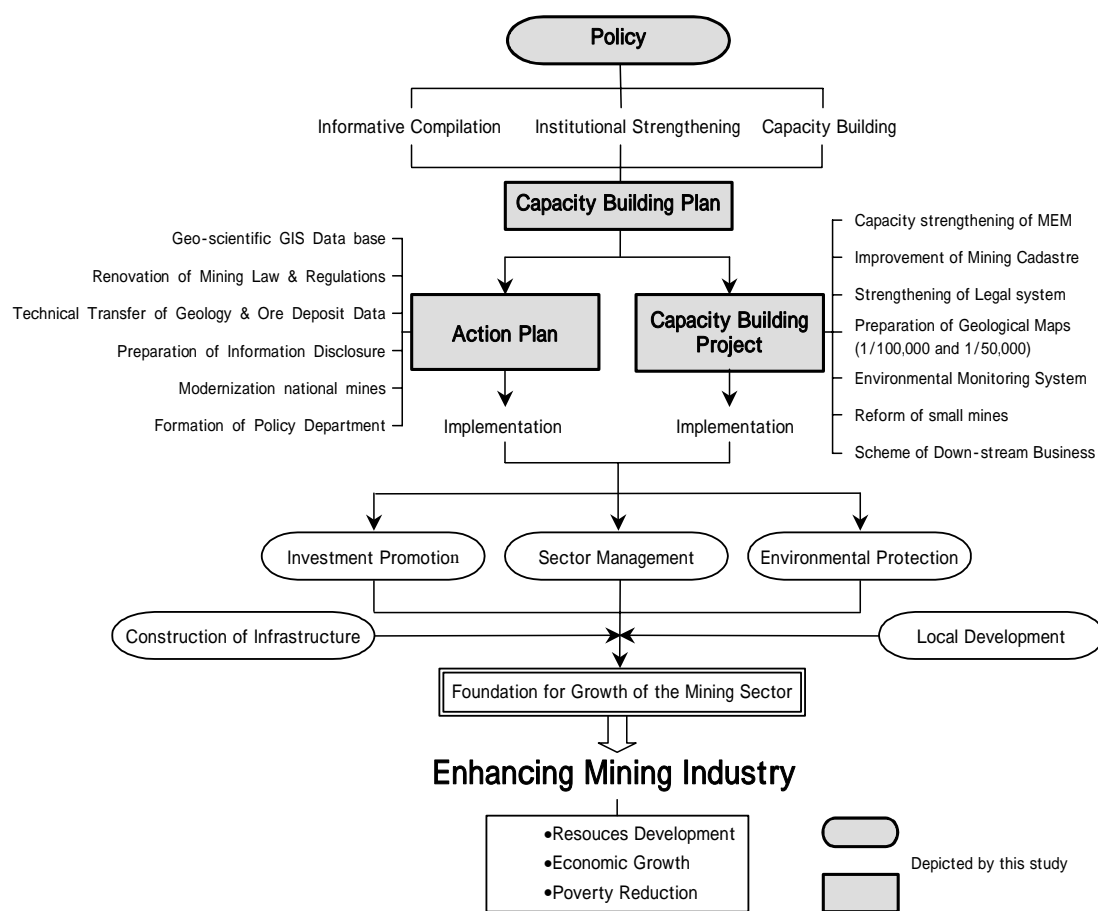 Policy
Informative Compilation
Institutional Strengthening
Capacity Building
Capacity Building Plan
Geo-scientific GIS Data base
Renovation of Mining Law & Regulations
Technical Transfer of Geology & Ore Deposit Data
Preparation of Information Disclosure
Modernization national mines
Formation of Policy Department
Action Plan
Capacity Building
Project
Capacity strengthening of MEM
Improvement of Mining Cadastre
Strengthening of Legal system
Preparation of Geological Maps
(1/100,000 and 1/50,000)
Environmental Monitoring System
Reform of small mines
Scheme of Down-stream Business
Implementation
Implementation
Investment Promotion
Sector Management
Environmental Protection
Construction of Infrastructure
Local Development
Foundation for Growth of the Mining Sector
Enhancing Mining Industry
•Resouces Development
•Economic Growth
•Poverty Reduction
Depicted by this study